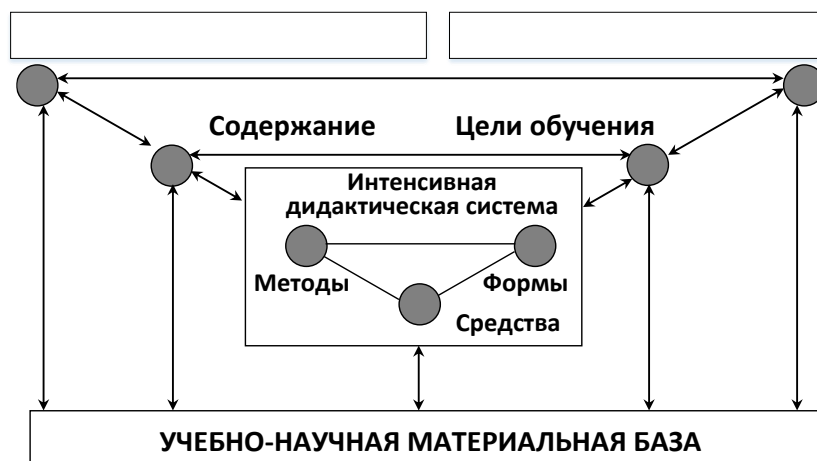 Содержание
Цели обучения
Интенсивная
дидактическая система
Методы
Формы
Средства
УЧЕБНО-НАУЧНАЯ МАТЕРИАЛЬНАЯ БАЗА